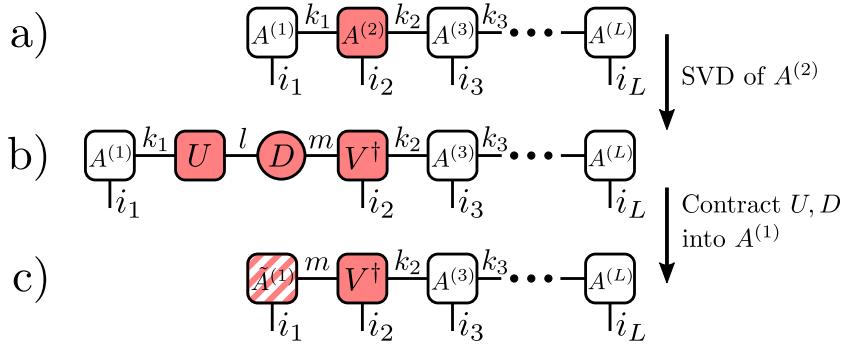 a) A^{(1)} k_1 A^{(2)} k_2 A^{(3)} k_3 ••• A^{(L)}
i_1 i_2 i_3 i_L
SVD of A^{(2)}
b) A^{(1)} k_1 U l D m V^† k_2 A^{(3)} k_3 ••• A^{(L)}
i_1 i_2 i_3 i_L
Contract U, D
into A^{(1)}
c) Ã^{(1)} m V^† k_2 A^{(3)} k_3 ••• A^{(L)}
i_1 i_2 i_3 i_L